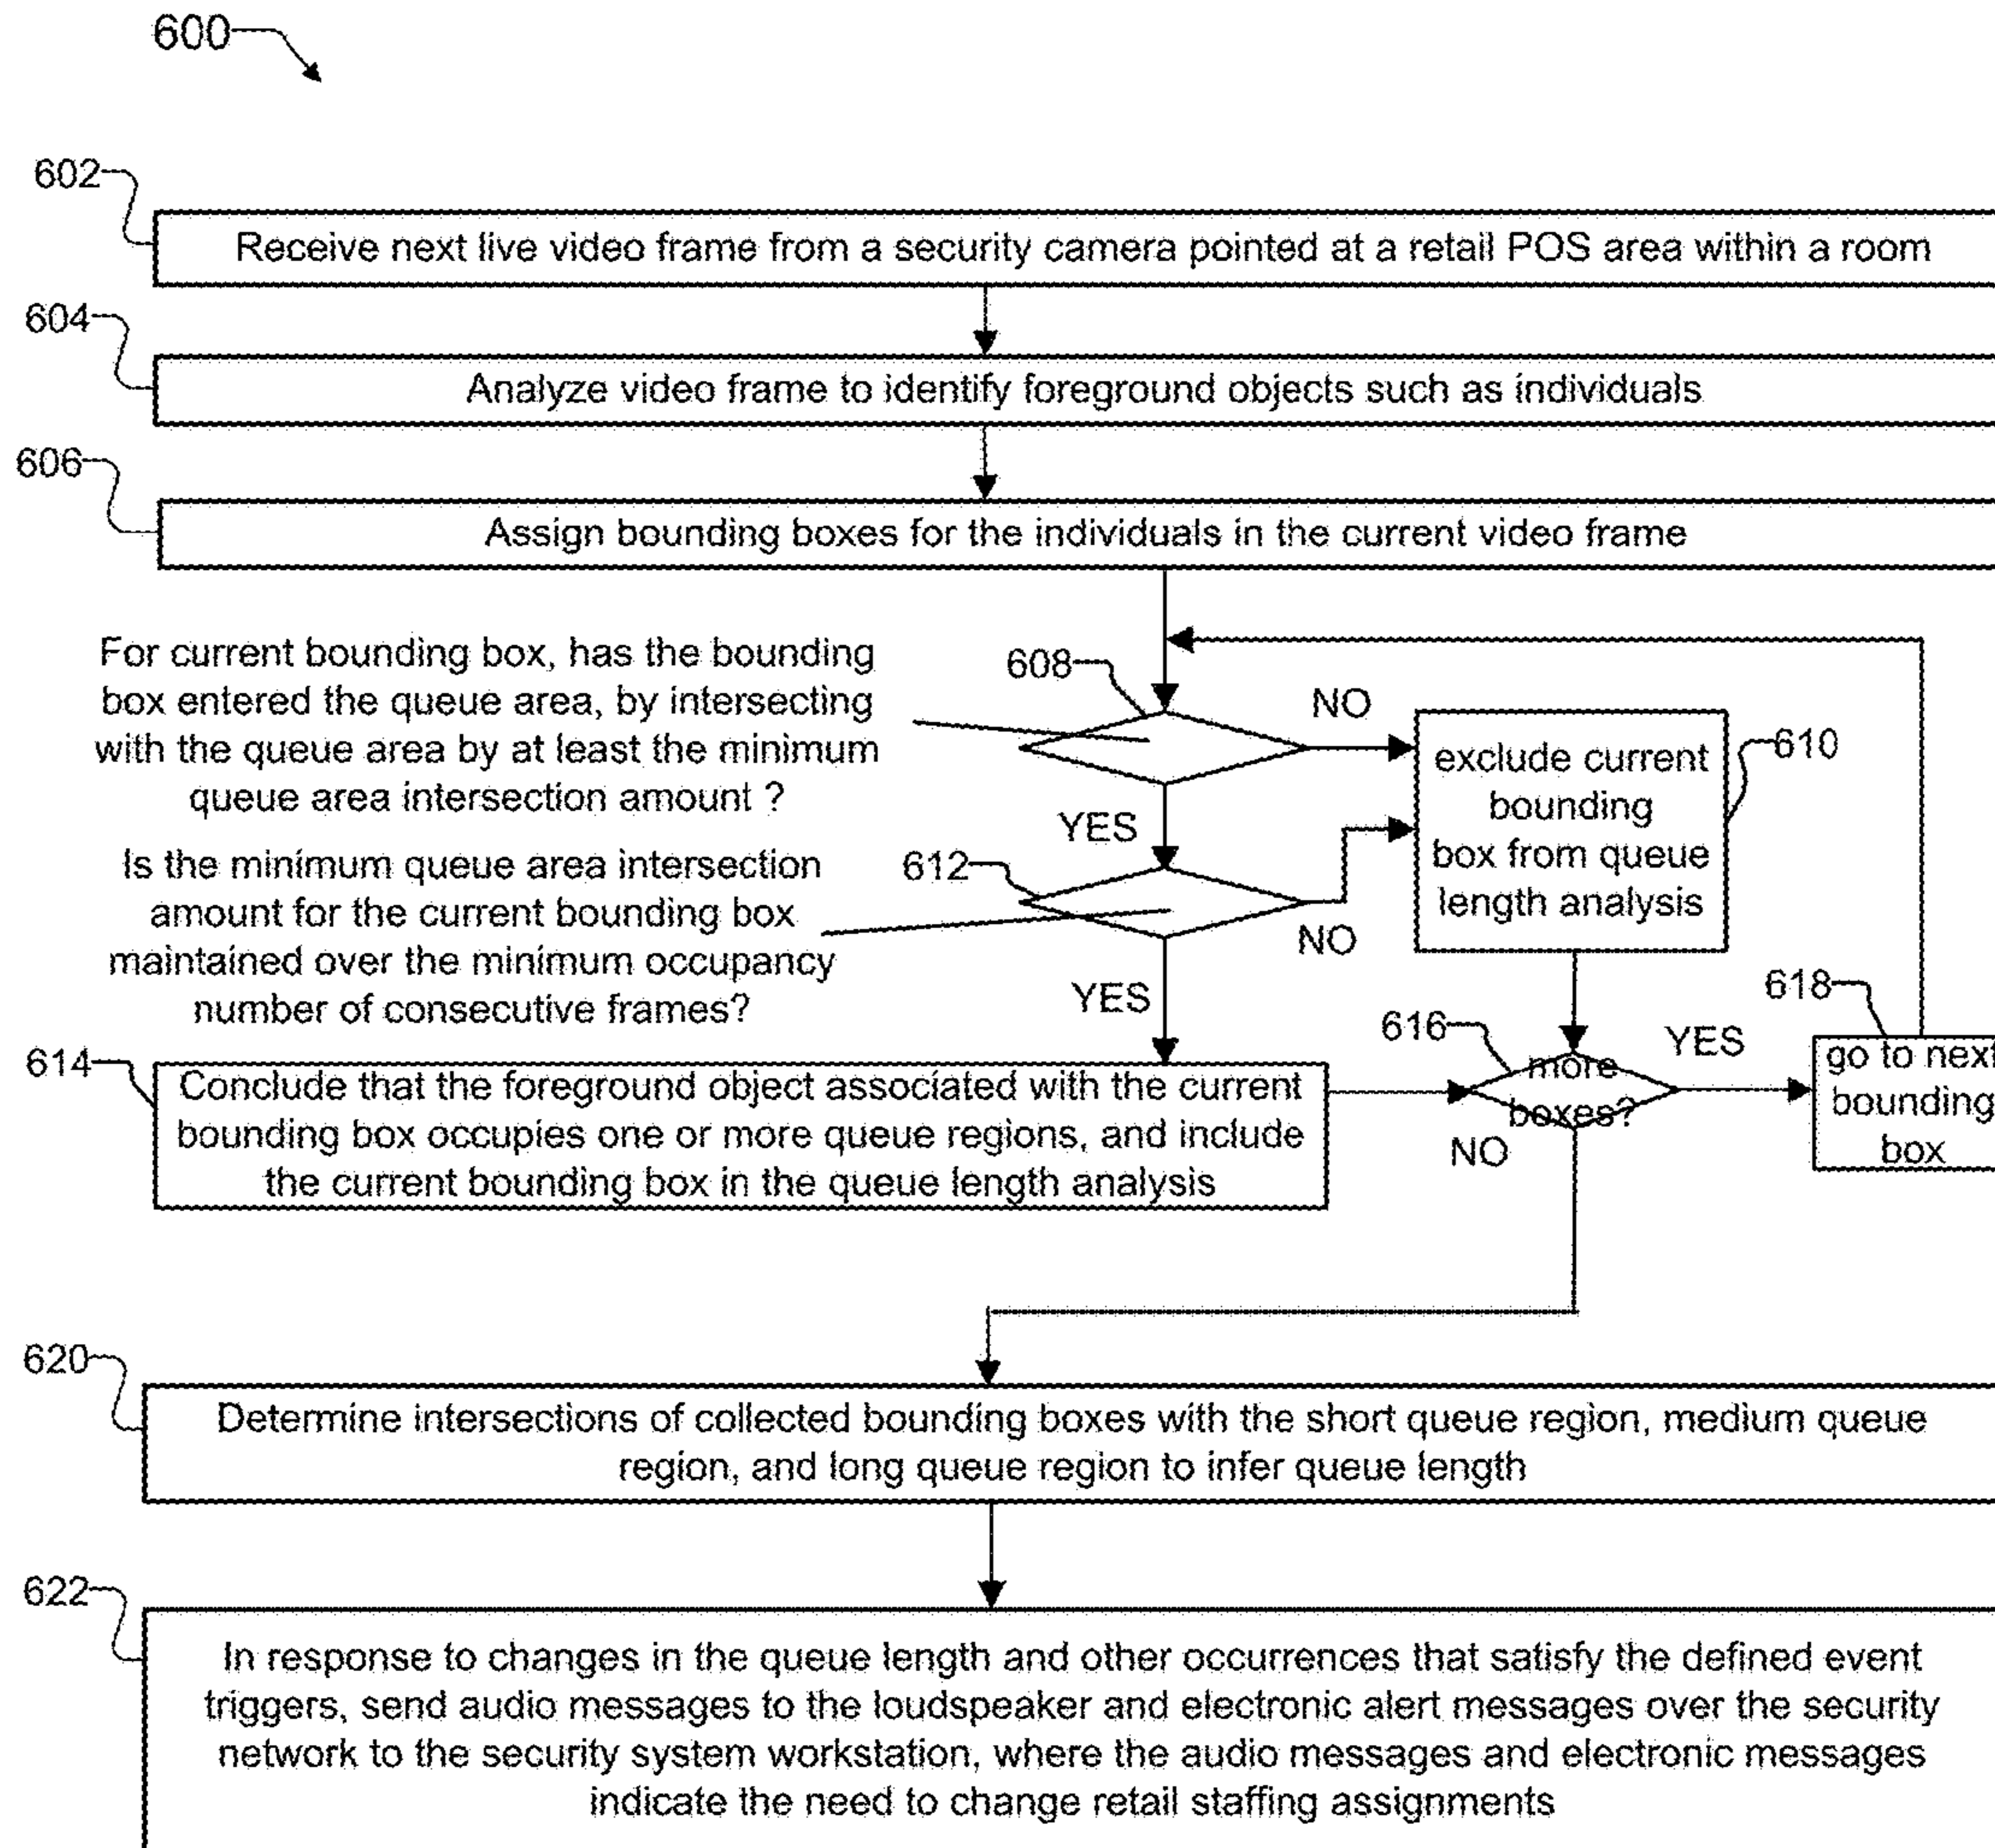 600
602
Receive next live video frame from a security camera pointed at a retail POS area within a room
604
Analyze video frame to identify foreground objects such as individuals
606
Assign bounding boxes for the individuals in the current video frame
For current bounding box, has the bounding
box entered the queue area, by intersecting
with the queue area by at least the minimum
queue area intersection amount ?
608
NO
YES
exclude current
bounding
box from queue
length analysis
610
Is the minimum queue area intersection
amount for the current bounding box
maintained over the minimum occupancy
number of consecutive frames?
612
NO
YES
614
Conclude that the foreground object associated with the current
bounding box occupies one or more queue regions, and include
the current bounding box in the queue length analysis
616
more
boxes?
YES
NO
618
go to next
bounding
box
620
Determine intersections of collected bounding boxes with the short queue region, medium queue
region, and long queue region to infer queue length
622
In response to changes in the queue length and other occurrences that satisfy the defined event
triggers, send audio messages to the loudspeaker and electronic alert messages over the security
network to the security system workstation, where the audio messages and electronic messages
indicate the need to change retail staffing assignments